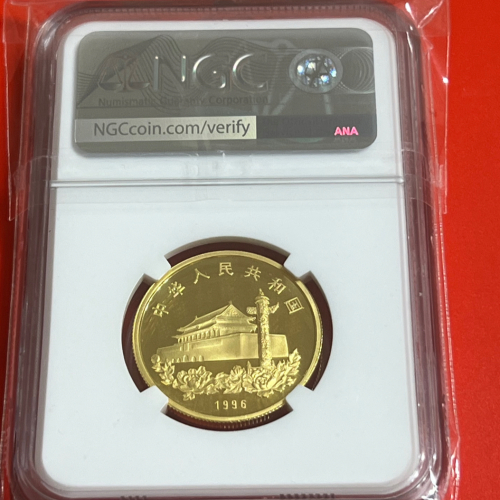 NGC
Numismatic Guaranty Corporation
NGCcoin.com/verify
ANA
中华人民共和国
1996